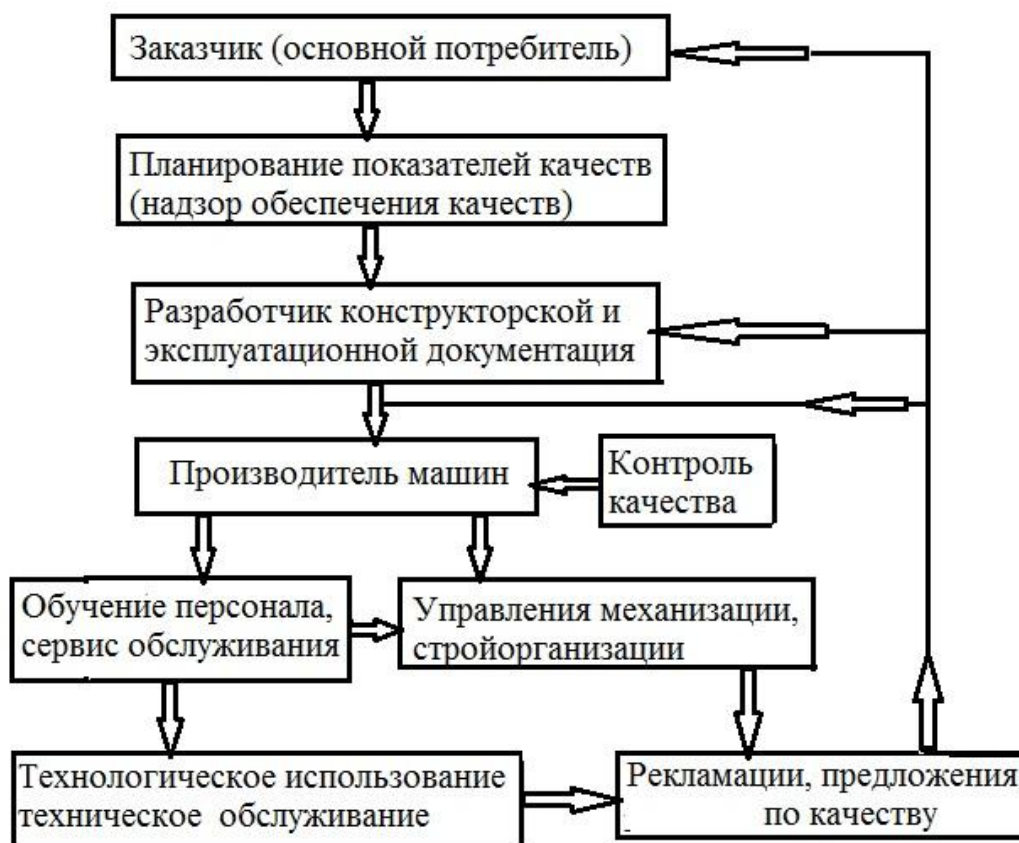 Заказчик (основной потребитель)
Планирование показателей качеств
(надзор обеспечения качеств)
Разработчик конструкторской и
эксплуатационной документация
Производитель машин
Контроль
качества
Обучение персонала,
сервис обслуживания
Управления механизации,
стройорганизации
Технологическое использование
техническое обслуживание
Рекламации, предложения
по качеству